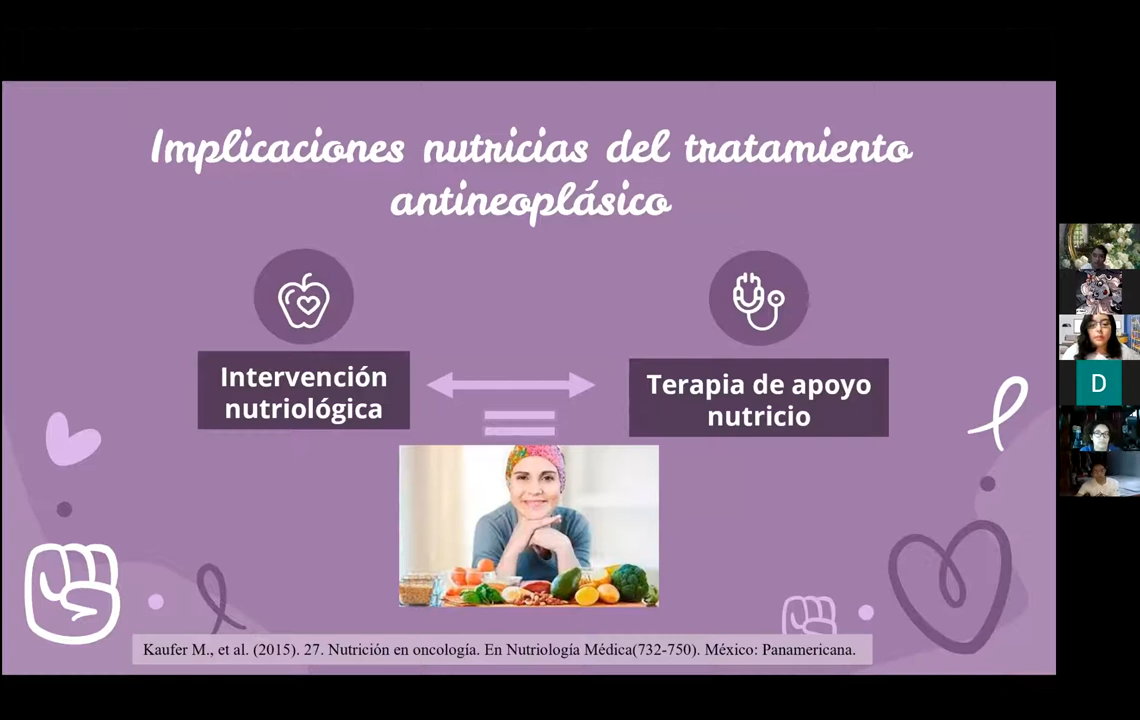 Implicaciones nutricias del tratamiento
antineoplásico
Intervención
nutriológica
Terapia de apoyo
nutricio
D
Kaufer M., et al. (2015). 27. Nutrición en oncología. En Nutriología Médica(732-750). México: Panamericana.